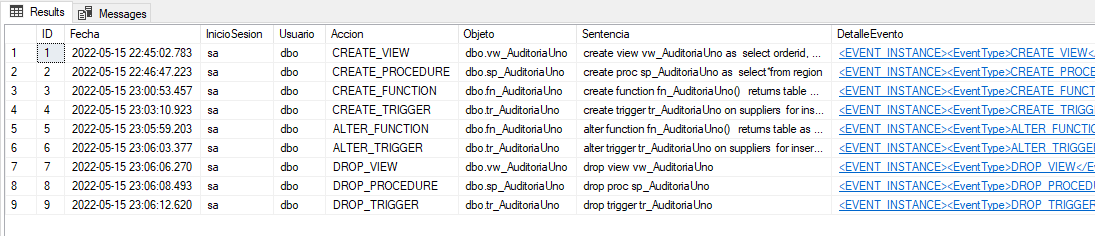 Results Messages
ID Fecha InicioSesion Usuario Accion Objeto Sentencia DetalleEvento
1 1 2022-05-15 22:45:02.783 sa dbo CREATE_VIEW dbo.vw_AuditoriaUno create view vw_AuditoriaUno as select orderid, ... <EVENT_INSTANCE><EventType>CREATE_VIEW<
2 2 2022-05-15 22:46:47.223 sa dbo CREATE_PROCEDURE dbo.sp_AuditoriaUno create proc sp_AuditoriaUno as select*from region <EVENT_INSTANCE><EventType>CREATE_PROCE
3 3 2022-05-15 23:00:53.457 sa dbo CREATE_FUNCTION dbo.fn_AuditoriaUno create function fn_AuditoriaUno() returns table ... <EVENT_INSTANCE><EventType>CREATE_FUNCT
4 4 2022-05-15 23:03:10.923 sa dbo CREATE_TRIGGER dbo.tr_AuditoriaUno create trigger tr_AuditoriaUno on suppliers for ins... <EVENT_INSTANCE><EventType>CREATE_TRIGG
5 5 2022-05-15 23:05:59.203 sa dbo ALTER_FUNCTION dbo.fn_AuditoriaUno alter function fn_AuditoriaUno() returns table as ... <EVENT_INSTANCE><EventType>ALTER_FUNCTIO
6 6 2022-05-15 23:06:03.377 sa dbo ALTER_TRIGGER dbo.tr_AuditoriaUno alter trigger tr_AuditoriaUno on suppliers for inser... <EVENT_INSTANCE><EventType>ALTER_TRIGGE
7 7 2022-05-15 23:06:06.270 sa dbo DROP_VIEW dbo.vw_AuditoriaUno drop view vw_AuditoriaUno <EVENT_INSTANCE><EventType>DROP_VIEW</E
8 8 2022-05-15 23:06:08.493 sa dbo DROP_PROCEDURE dbo.sp_AuditoriaUno drop proc sp_AuditoriaUno <EVENT_INSTANCE><EventType>DROP_PROCEDU
9 9 2022-05-15 23:06:12.620 sa dbo DROP_TRIGGER dbo.tr_AuditoriaUno drop trigger tr_AuditoriaUno <EVENT_INSTANCE><EventType>DROP_TRIGGER